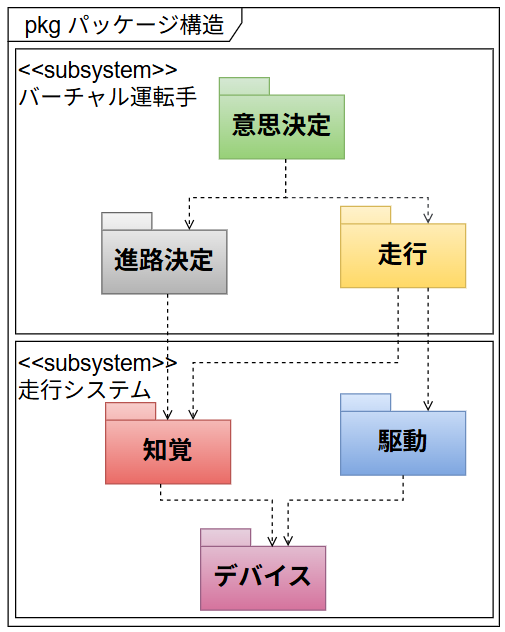 pkg パッケージ構造
<<subsystem>>
バーチャル運転手
意思決定
進路決定
走行
<<subsystem>>
走行システム
知覚
駆動
デバイス